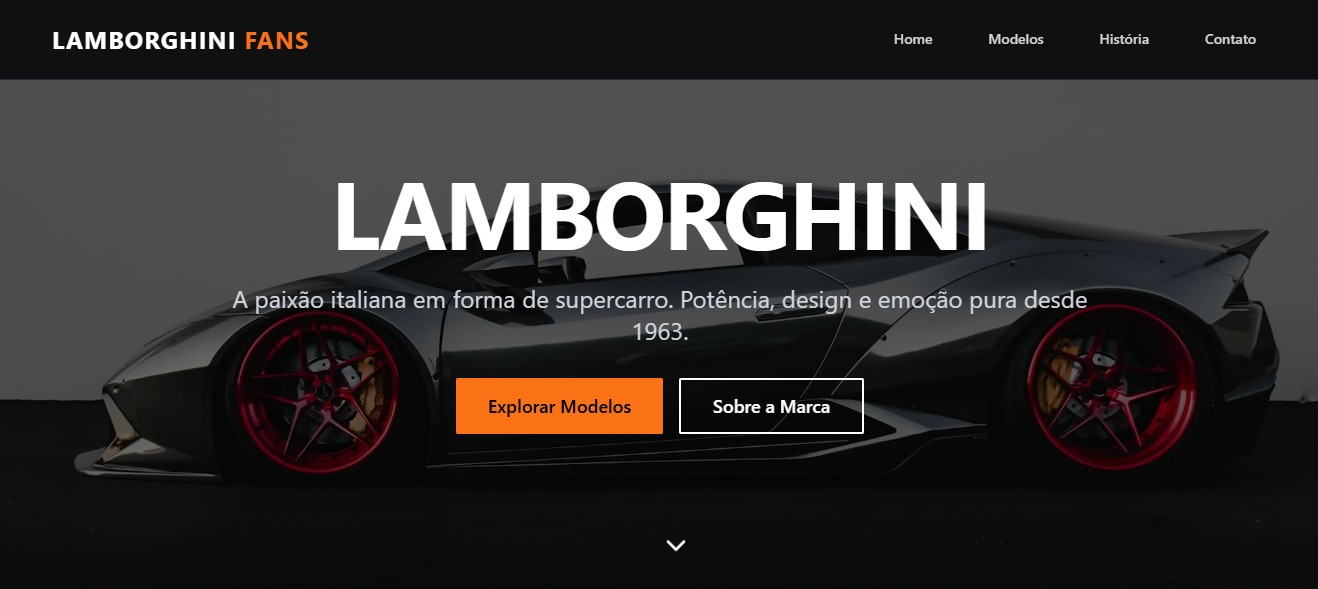 LAMBORGHINI FANS
Home Modelos História Contato
LAMBORGHINI
A paixão italiana em forma de supercarro. Potência, design e emoção pura desde
1963.
Explorar Modelos Sobre a Marca